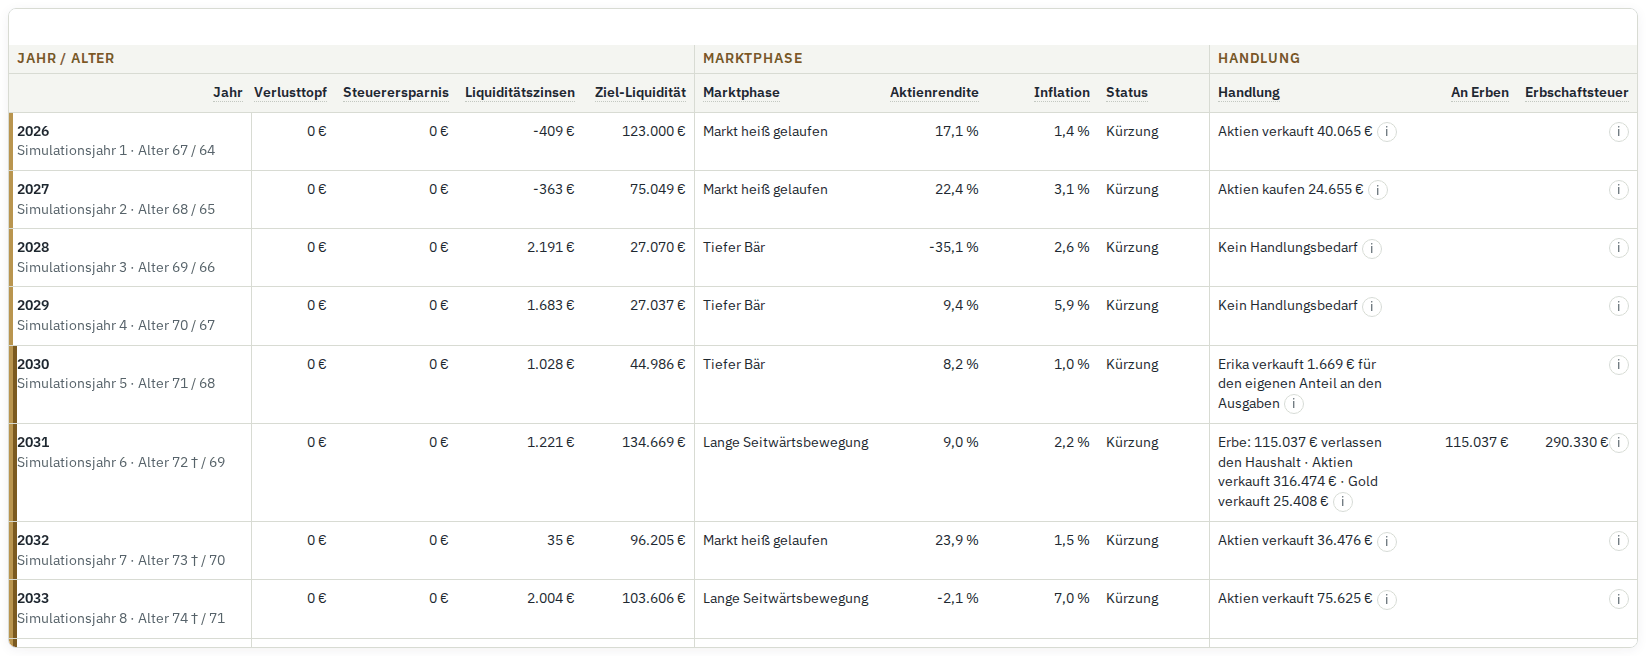 JAHR / ALTER MARKTPHASE HANDLUNG
Jahr Verlusttopf Steuerersparnis Liquiditätszinsen Ziel-Liquidität Marktphase Aktienrendite Inflation Status Handlung An Erben Erbschaftsteuer
2026 0 € 0 € -409 € 123.000 € Markt heiß gelaufen 17,1 % 1,4 % Kürzung Aktien verkauft 40.065 € i i
Simulationsjahr 1 · Alter 67 / 64
2027 0 € 0 € -363 € 75.049 € Markt heiß gelaufen 22,4 % 3,1 % Kürzung Aktien kaufen 24.655 € i i
Simulationsjahr 2 · Alter 68 / 65
2028 0 € 0 € 2.191 € 27.070 € Tiefer Bär -35,1 % 2,6 % Kürzung Kein Handlungsbedarf i i
Simulationsjahr 3 · Alter 69 / 66
2029 0 € 0 € 1.683 € 27.037 € Tiefer Bär 9,4 % 5,9 % Kürzung Kein Handlungsbedarf i i
Simulationsjahr 4 · Alter 70 / 67
2030 0 € 0 € 1.028 € 44.986 € Tiefer Bär 8,2 % 1,0 % Kürzung Erika verkauft 1.669 € für i
Simulationsjahr 5 · Alter 71 / 68 den eigenen Anteil an den
Ausgaben i
2031 0 € 0 € 1.221 € 134.669 € Lange Seitwärtsbewegung 9,0 % 2,2 % Kürzung Erbe: 115.037 € verlassen 115.037 € 290.330 € i
Simulationsjahr 6 · Alter 72 † / 69 den Haushalt · Aktien
verkauft 316.474 € · Gold
verkauft 25.408 € i
2032 0 € 0 € 35 € 96.205 € Markt heiß gelaufen 23,9 % 1,5 % Kürzung Aktien verkauft 36.476 € i i
Simulationsjahr 7 · Alter 73 † / 70
2033 0 € 0 € 2.004 € 103.606 € Lange Seitwärtsbewegung -2,1 % 7,0 % Kürzung Aktien verkauft 75.625 € i i
Simulationsjahr 8 · Alter 74 † / 71